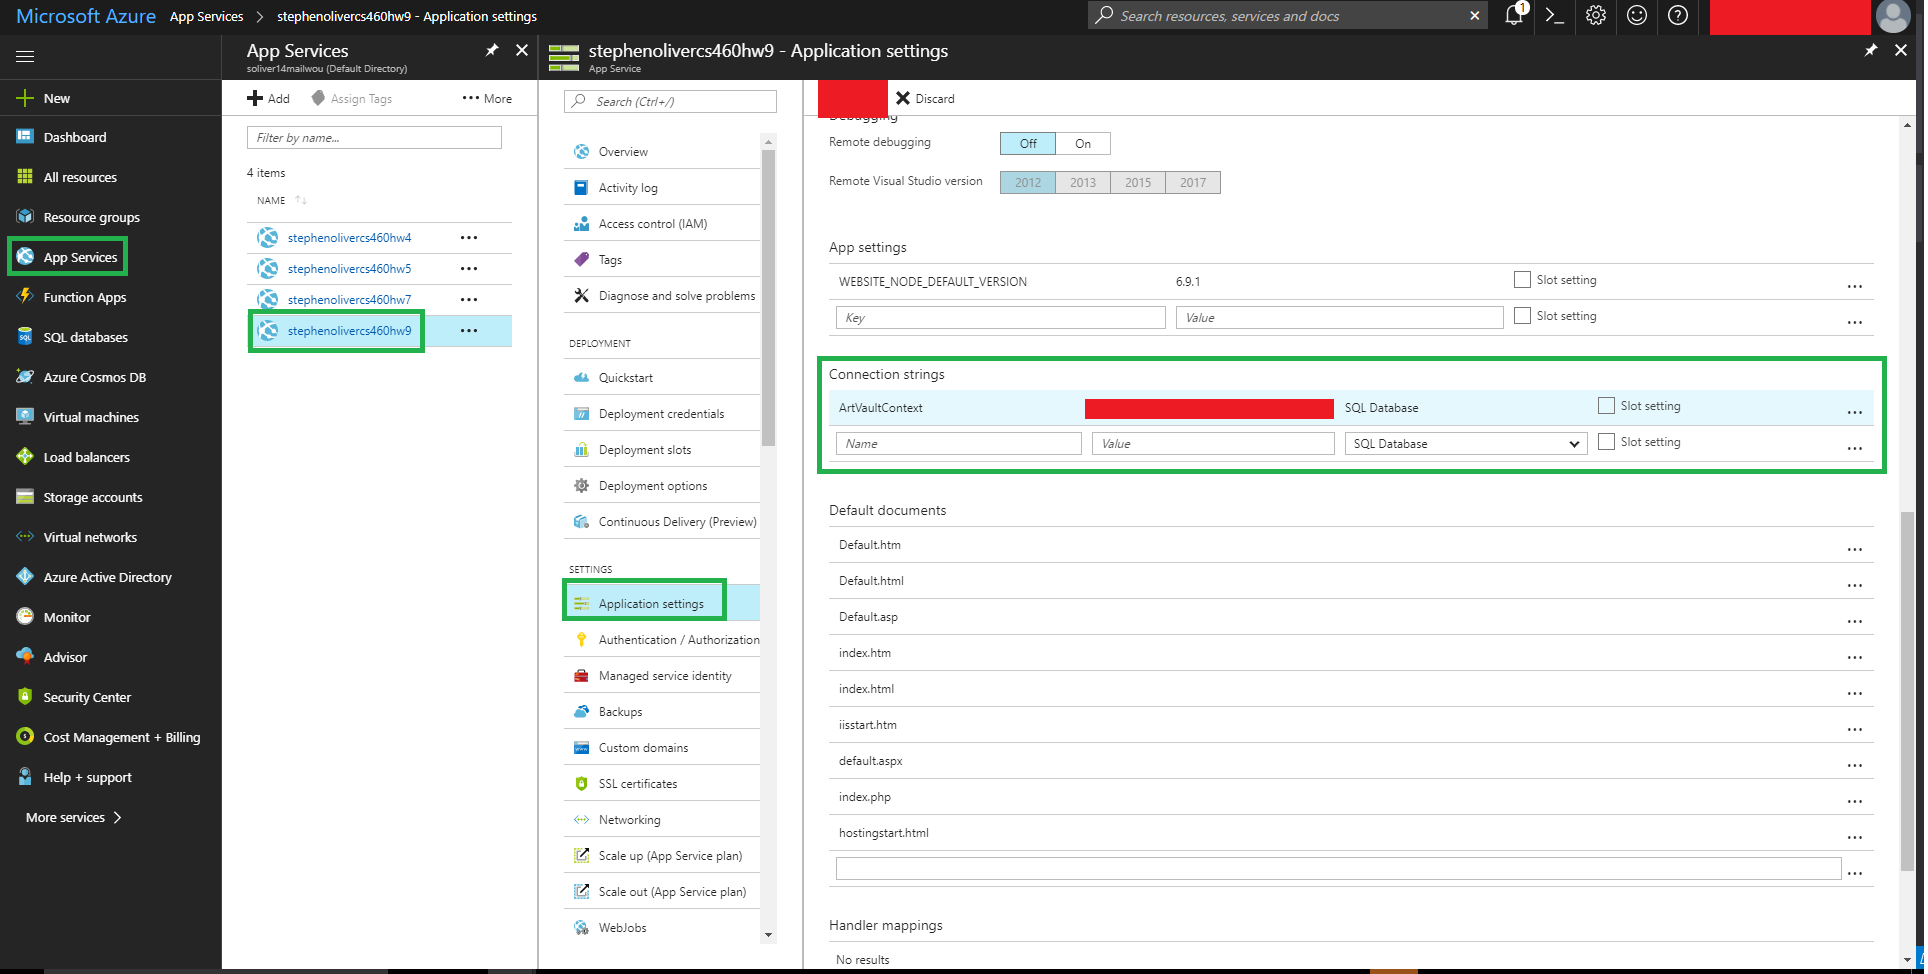 Microsoft Azure App Services > stephenolivercs460hw9 - Application settings
Search resources, services and docs
1
New
Dashboard
All resources
Resource groups
App Services
Function Apps
SQL databases
Azure Cosmos DB
Virtual machines
Load balancers
Storage accounts
Virtual networks
Azure Active Directory
Monitor
Advisor
Security Center
Cost Management + Billing
Help + support
More services >
App Services
soliver14mailwou (Default Directory)
Add Assign Tags ••• More
Filter by name...
4 items
NAME
stephenolivercs460hw4 •••
stephenolivercs460hw5 •••
stephenolivercs460hw7 •••
stephenolivercs460hw9 •••
stephenolivercs460hw9 - Application settings
App Service
Search (Ctrl+/)
Overview
Activity log
Access control (IAM)
Tags
Diagnose and solve problems
DEPLOYMENT
Quickstart
Deployment credentials
Deployment slots
Deployment options
Continuous Delivery (Preview)
SETTINGS
Application settings
Authentication / Authorization
Managed service identity
Backups
Custom domains
SSL certificates
Networking
Scale up (App Service plan)
Scale out (App Service plan)
WebJobs
Discard
Debugging
Remote debugging Off On
Remote Visual Studio version 2012 2013 2015 2017
App settings
WEBSITE_NODE_DEFAULT_VERSION 6.9.1 Slot setting ...
Key Value Slot setting ...
Connection strings
ArtVaultContext SQL Database Slot setting ...
Name Value SQL Database Slot setting ...
Default documents
Default.htm ...
Default.html ...
Default.asp ...
index.htm ...
index.html ...
iisstart.htm ...
default.aspx ...
index.php ...
hostingstart.html ...
...
Handler mappings
No results